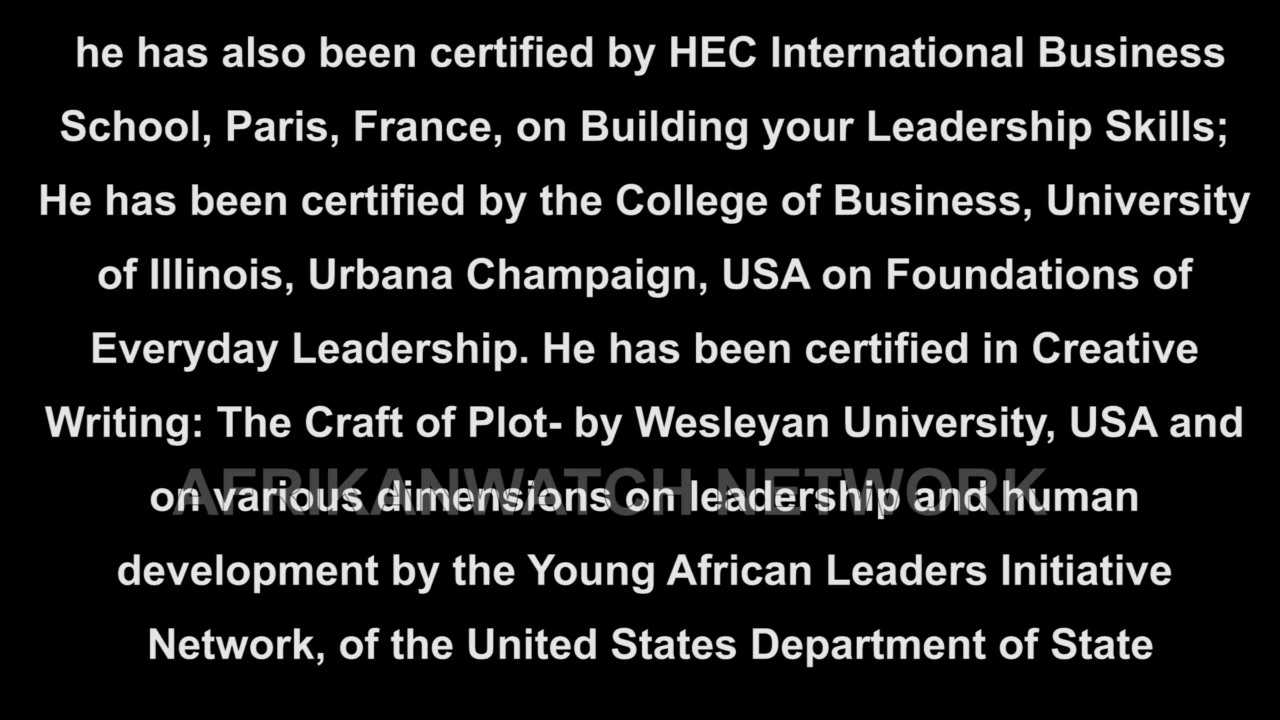 he has also been certified by HEC International Business
School, Paris, France, on Building your Leadership Skills;
He has been certified by the College of Business, University
of Illinois, Urbana Champaign, USA on Foundations of
Everyday Leadership. He has been certified in Creative
Writing: The Craft of Plot- by Wesleyan University, USA and
AFRIKANWATCH NETWORK
on various dimensions on leadership and human
development by the Young African Leaders Initiative
Network, of the United States Department of State